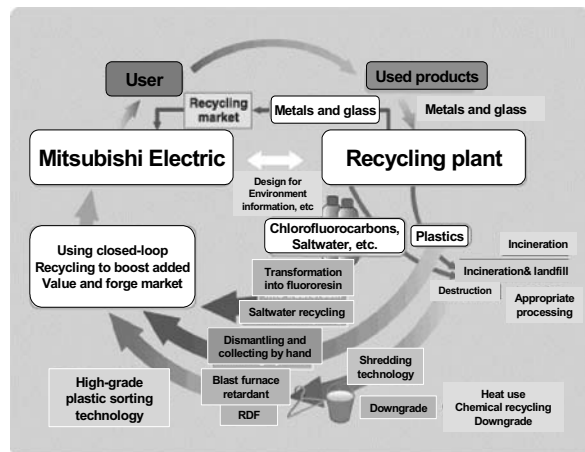 User
Used products
Recycling
market
Metals and glass
Metals and glass
Mitsubishi Electric
Recycling plant
Design for
Environment
information, etc
Chlorofluorocarbons,
Saltwater, etc.
Plastics
Incineration
Incineration& landfill
Destruction
Appropriate
processing
Using closed-loop
Recycling to boost added
Value and forge market
Transformation
into fluororesin
Saltwater recycling
Dismantling and
collecting by hand
Shredding
technology
High-grade
plastic sorting
technology
Blast furnace
retardant
RDF
Downgrade
Heat use
Chemical recycling
Downgrade